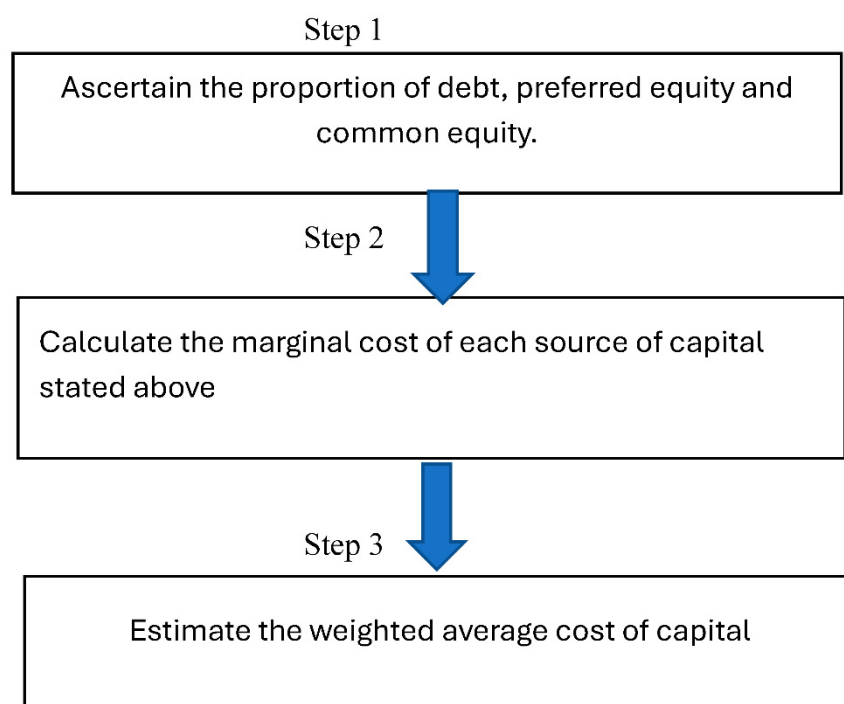 Step 1
Ascertain the proportion of debt, preferred equity and
common equity.
Step 2
Calculate the marginal cost of each source of capital
stated above
Step 3
Estimate the weighted average cost of capital